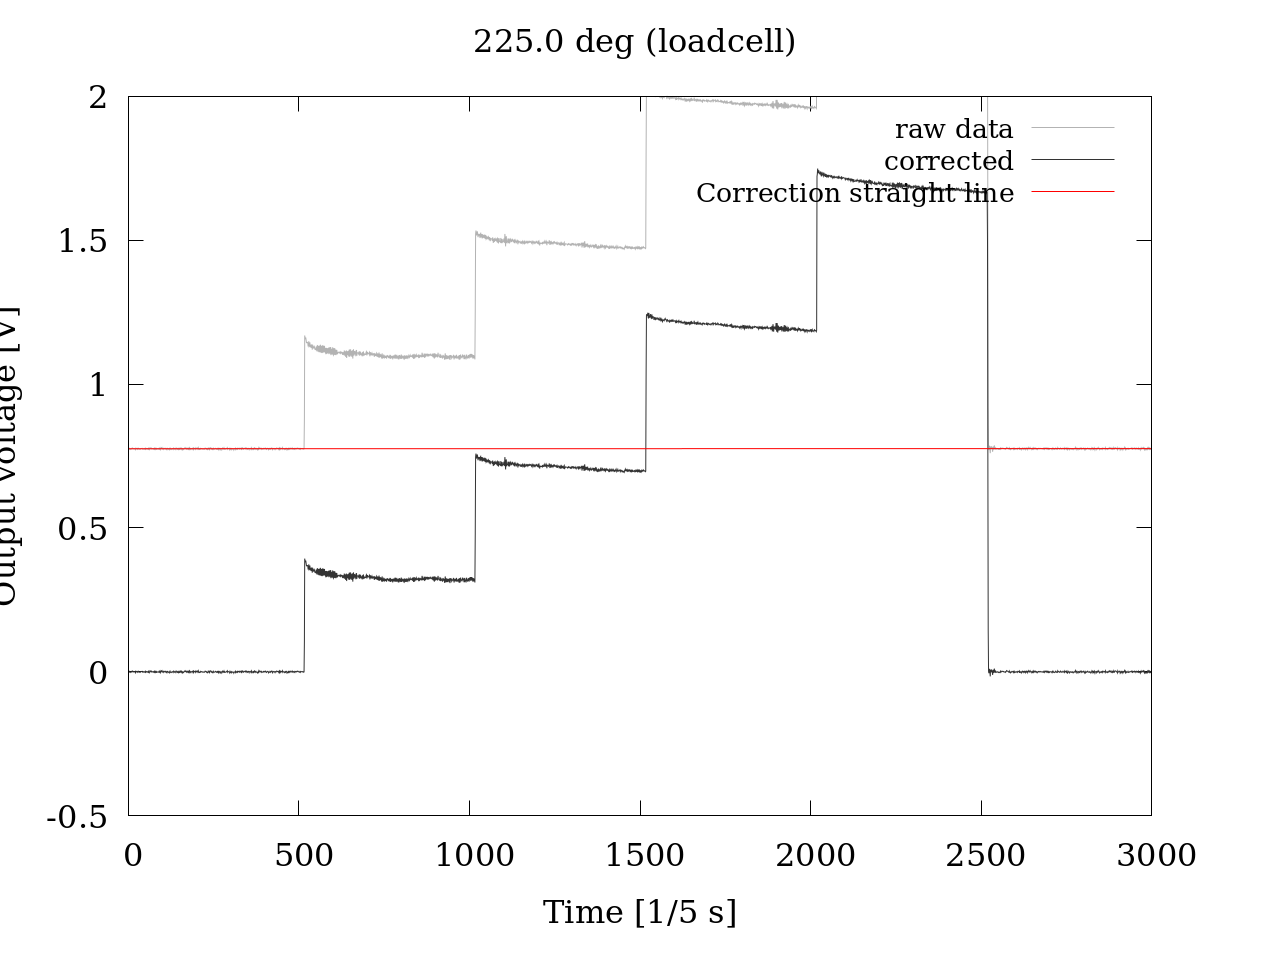 225.0 deg (loadcell)
2
1.5
1
0.5
0
-0.5
Output voltage [V]
raw data
corrected
Correction straight line
0 500 1000 1500 2000 2500 3000
Time [1/5 s]